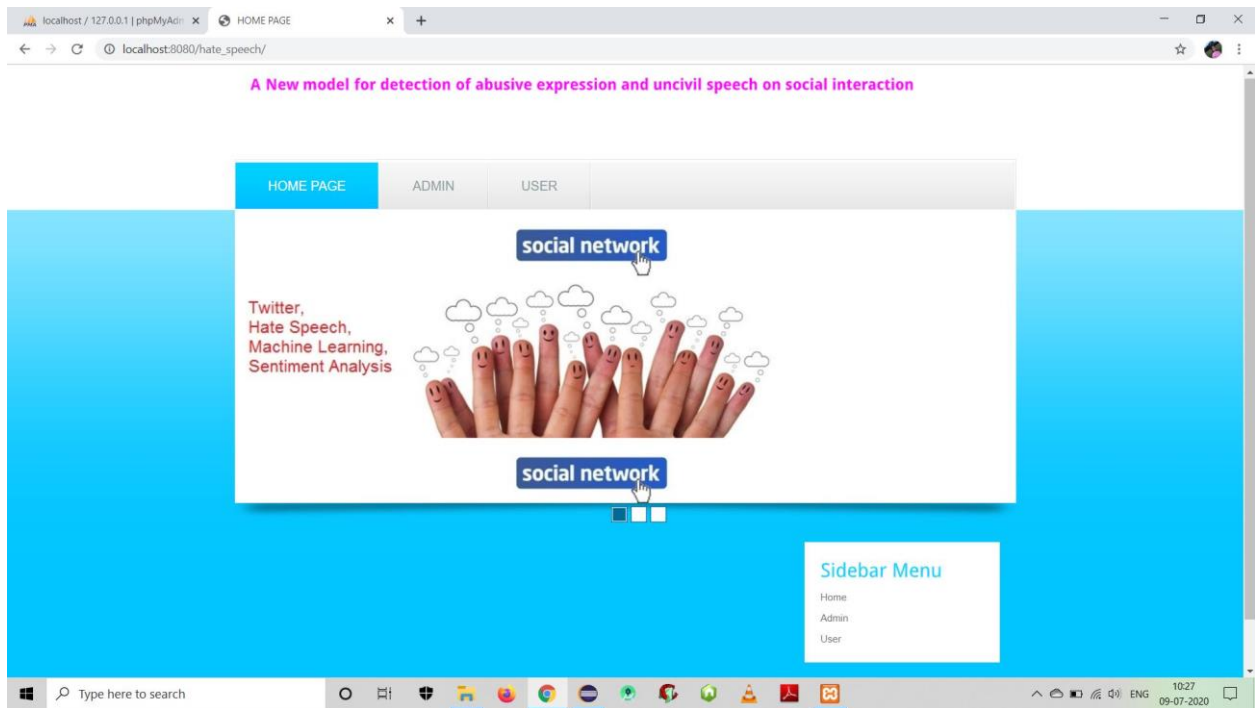 localhost / 127.0.0.1 | phpMyAdn
HOME PAGE
localhost:8080/hate_speech/
A New model for detection of abusive expression and uncivil speech on social interaction
HOME PAGE ADMIN USER
social network
Twitter,
Hate Speech,
Machine Learning,
Sentiment Analysis
social network
Sidebar Menu
Home
Admin
User
Type here to search
ENG
10:27
09-07-2020